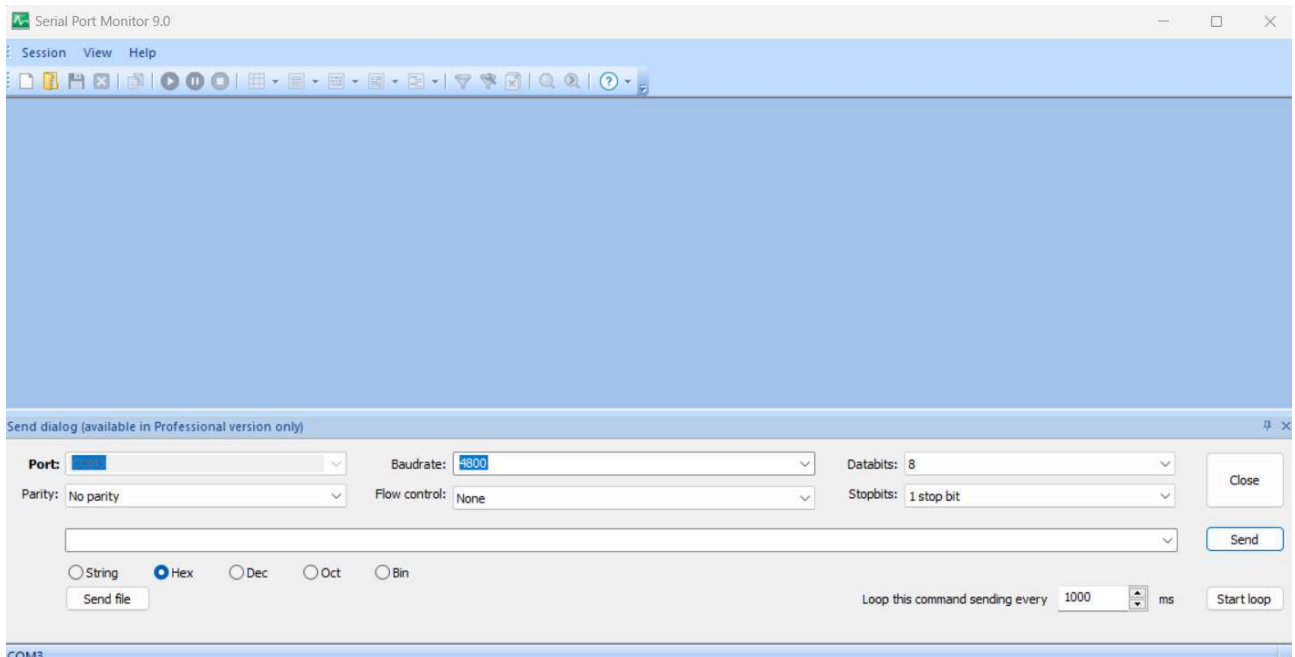 Serial Port Monitor 9.0
Session View Help
Send dialog (available in Professional version only)
Port: COM3 Baudrate: 4800 Databits: 8 Close
Parity: No parity Flow control: None Stopbits: 1 stop bit
Send
String Hex Dec Oct Bin
Send file Loop this command sending every 1000 ms Start loop
COM3